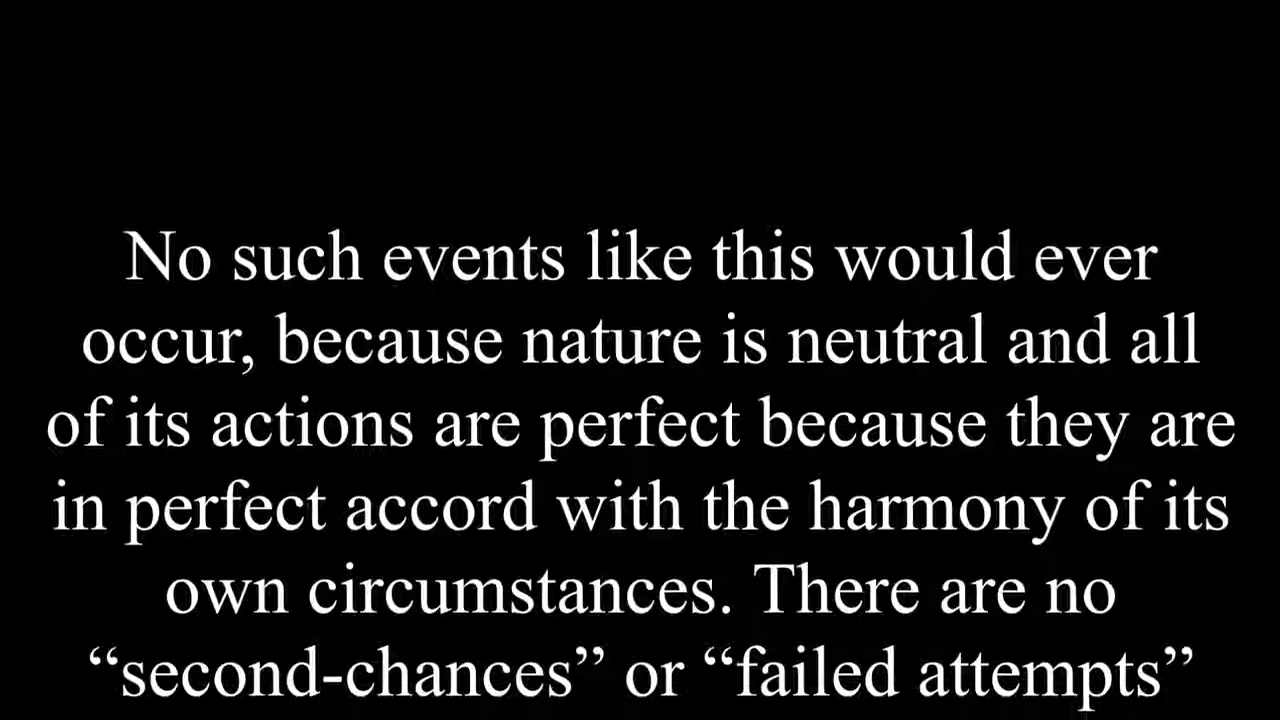 No such events like this would ever
occur, because nature is neutral and all
of its actions are perfect because they are
in perfect accord with the harmony of its
own circumstances. There are no
“second-chances” or “failed attempts”